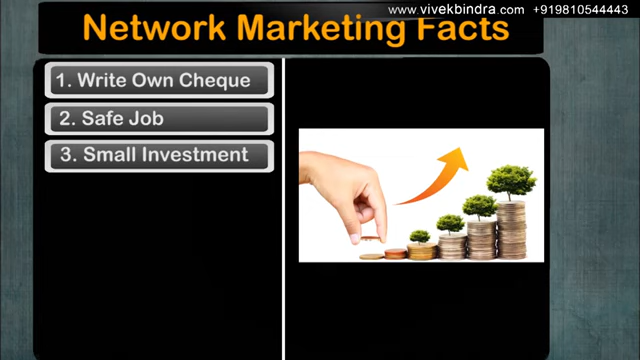 www.vivekbindra.com +919810544443
Network Marketing Facts
1. Write Own Cheque
2. Safe Job
3. Small Investment